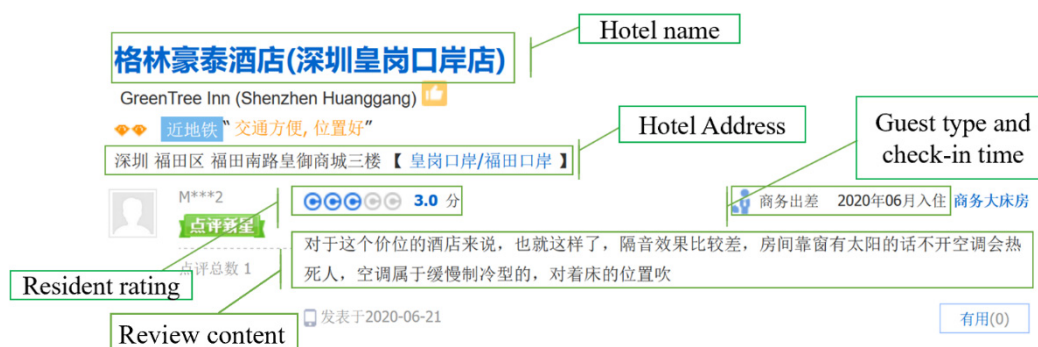 Hotel name
格林豪泰酒店(深圳皇岗口岸店)
GreenTree Inn (Shenzhen Huanggang)
近地铁 “ 交通方便, 位置好”
Hotel Address
Guest type and
check-in time
深圳 福田区 福田南路皇御商城三楼 【 皇岗口岸/福田口岸 】
M***2
3.0 分
商务出差 2020年06月入住 商务大床房
点评新星
对于这个价位的酒店来说，也就这样了，隔音效果比较差，房间靠窗有太阳的话不开空调会热
点评总数 1
死人，空调属于缓慢制冷型的，对着床的位置吹
Resident rating
发表于2020-06-21
有用(0)
Review content